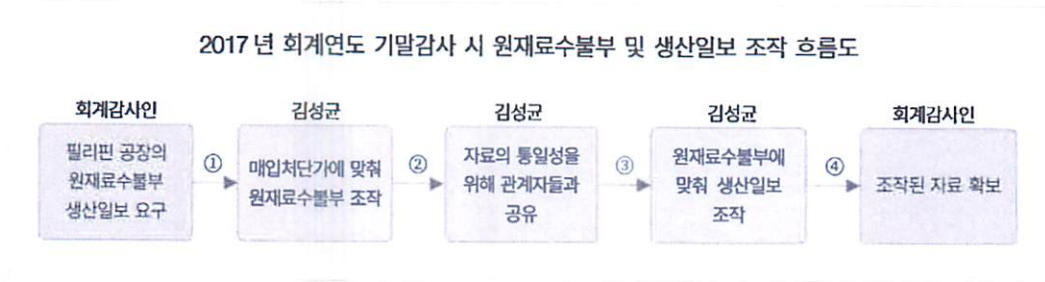 2017년 회계연도 기말감사 시 원재료수불부 및 생산일보 조작 흐름도
회계감사인
필리핀 공장의
원재료수불부
생산일보 요구
①
김성균
매입처단가에 맞춰
원재료수불부 조작
②
김성균
자료의 통일성을
위해 관계자들과
공유
③
김성균
원재료수불부에
맞춰 생산일보
조작
④
회계감사인
조작된 자료 확보